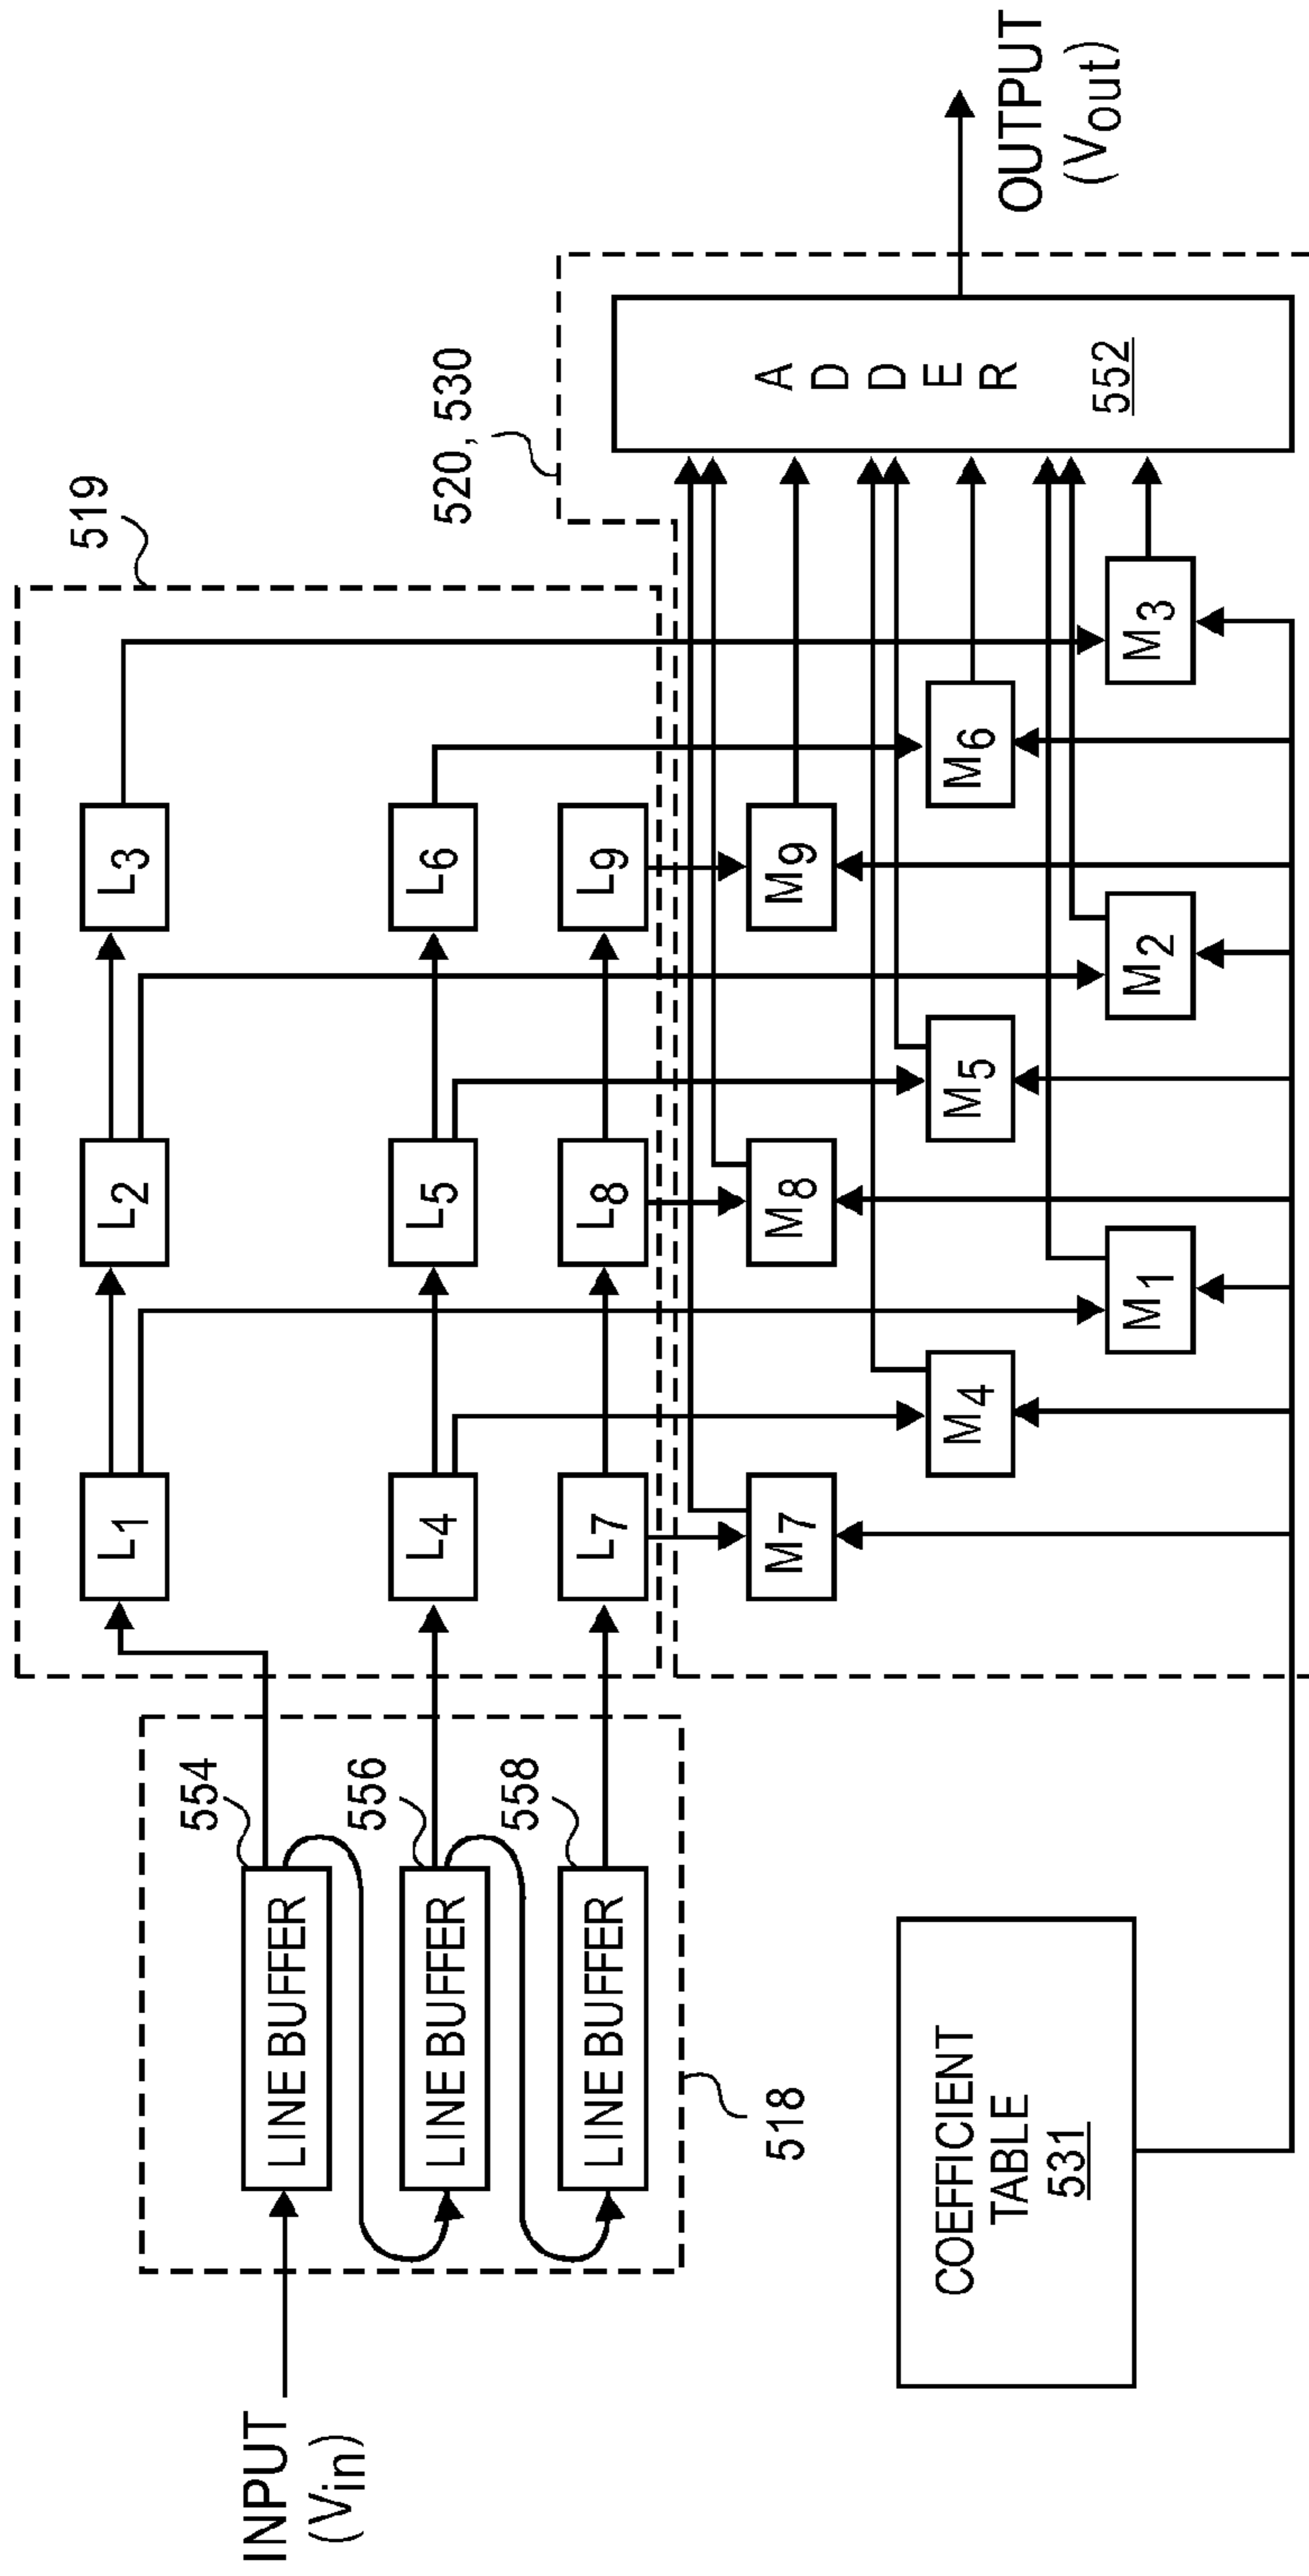 INPUT
(Vin)
LINE BUFFER
554
LINE BUFFER
556
LINE BUFFER
558
518
519
L1
L2
L3
L4
L5
L6
L7
L8
L9
520, 530
M7
M8
M9
M4
M5
M6
M1
M2
M3
ADDER
552
COEFFICIENT
TABLE
531
OUTPUT
(Vout)